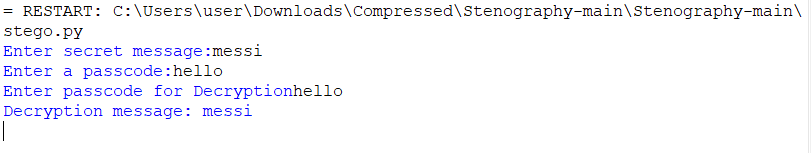 = RESTART: C:\Users\user\Downloads\Compressed\Stenography-main\Stenography-main\
stego.py
Enter secret message:messi
Enter a passcode:hello
Enter passcode for Decryptionhello
Decryption message: messi